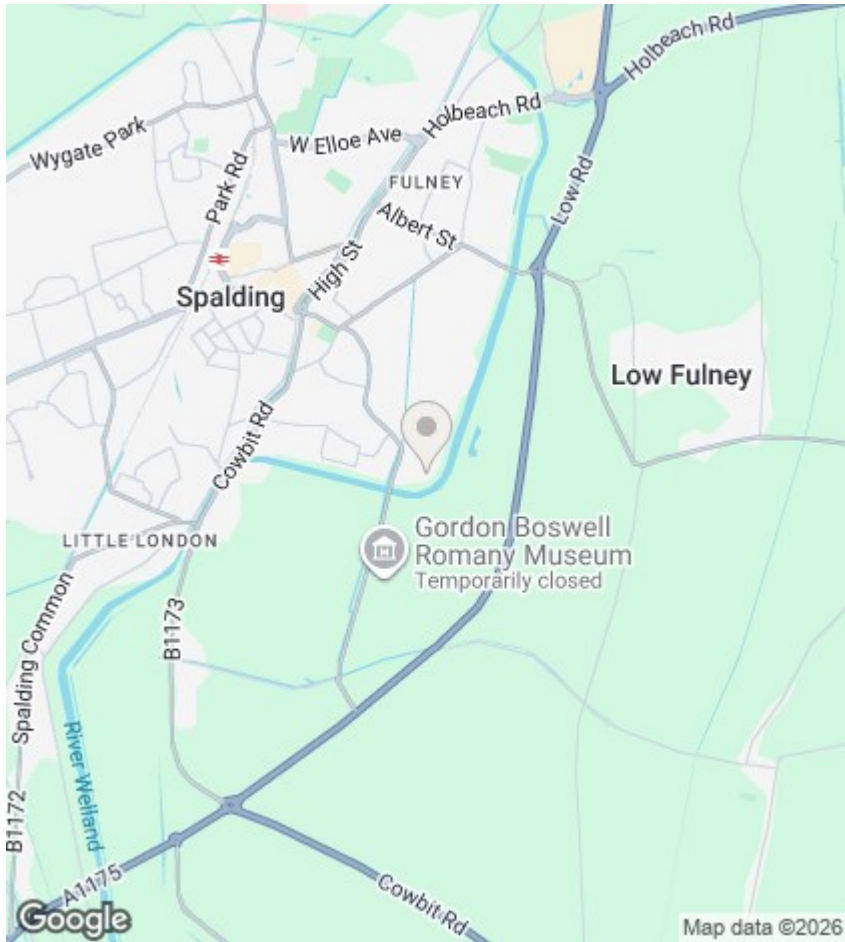 Holbeach Rd
Holbeach Rd
Wygate Park
W Elloe Ave
Park Rd
FULNEY
Low Rd
Albert St
High St
Spalding
Low Fulney
Cowbit Rd
LITTLE LONDON
Gordon Boswell
Romany Museum
Temporarily closed
Spalding Common
B1173
River Welland
B1172
A1175
Cowbit Rd
Google
Map data ©2026